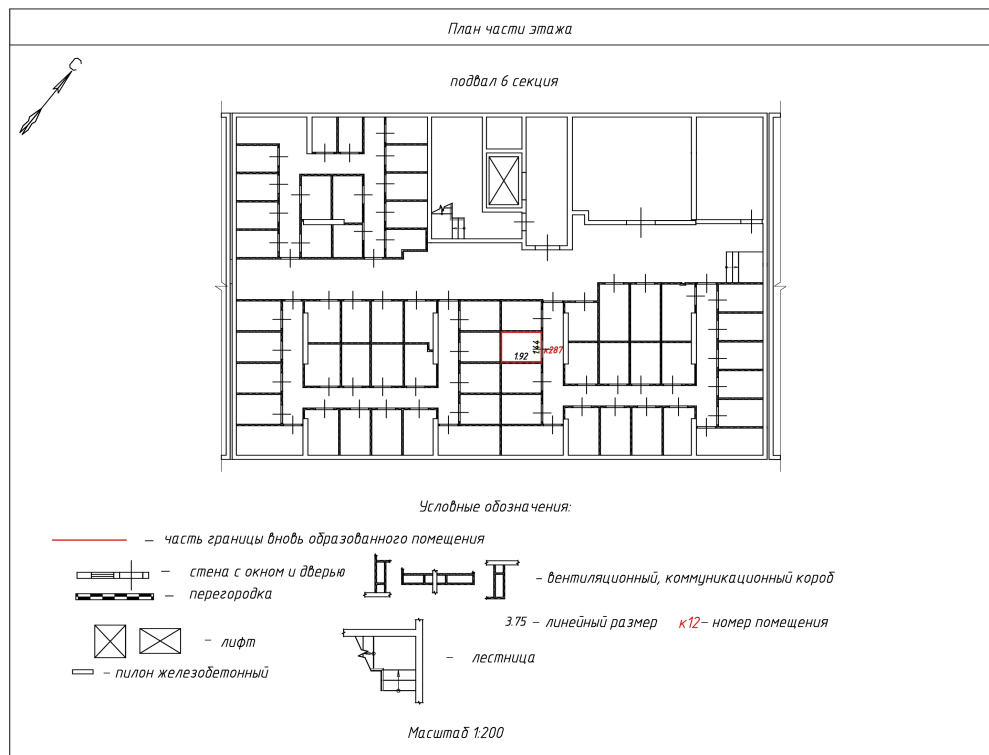 План части этажа
С
подвал 6 секция
1.92
1.44
к287
Условные обозначения:
— часть границы вновь образованного помещения
— стена с окном и дверью
— перегородка
— вентиляционный, коммуникационный короб
3.75 — линейный размер к12 — номер помещения
— лифт
— лестница
— пилон железобетонный
Масштаб 1:200